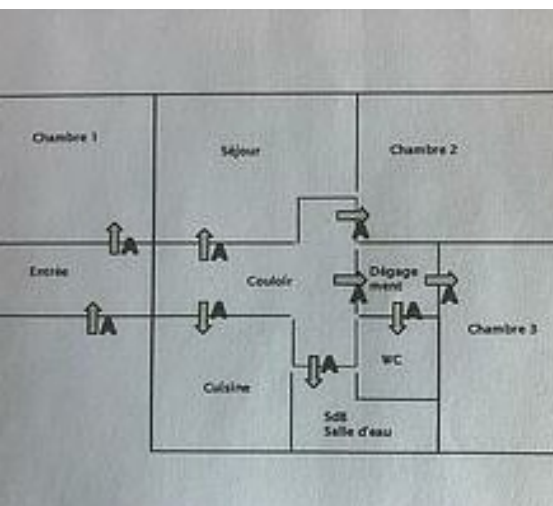 Chambre 1
Séjour
Chambre 2
A
A
A
Entrée
Couloir
Dégage
ment
A
A
A
A
A
Chambre 3
A
WC
Cuisine
SdB
Salle d'eau